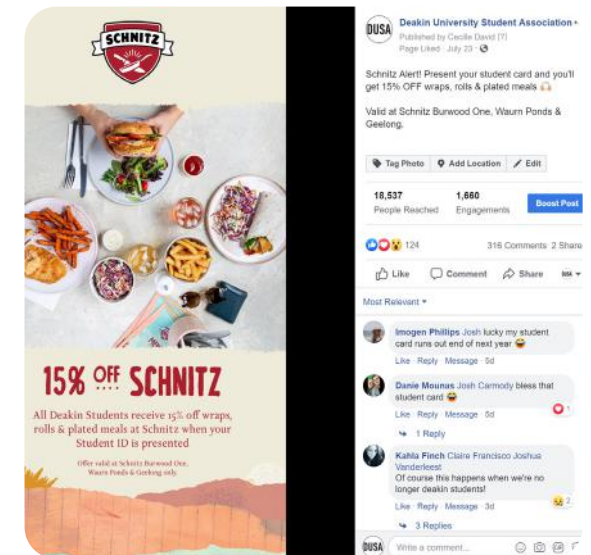 SCHNITZ
15% OFF SCHNITZ
All Deakin Students receive 15% off wraps,
rolls & plated meals at Schnitz when your
Student ID is presented
Offer valid at Schnitz Burwood One,
Waurn Ponds & Geelong only.
DUSA
Deakin University Student Association
Published by Cecille David [?]
Page Liked · July 23 ·
Schnitz Alert! Present your student card and you'll
get 15% OFF wraps, rolls & plated meals
Valid at Schnitz Burwood One, Waurn Ponds &
Geelong.
Tag Photo Add Location Edit
18,537 1,660
People Reached Engagements
Boost Post
124 316 Comments 2 Share
Like Comment Share
Most Relevant
Imogen Phillips Josh lucky my student
card runs out end of next year
Like · Reply · Message · 5d
Danie Mounus Josh Carmody bless that
student card
1
Like · Reply · Message · 5d
1 Reply
Kahla Finch Claire Francisco Joshua
Vanderleest
Of course this happens when we're no
longer deakin students!
2
Like · Reply · Message · 3d
3 Replies
DUSA
Write a comment...